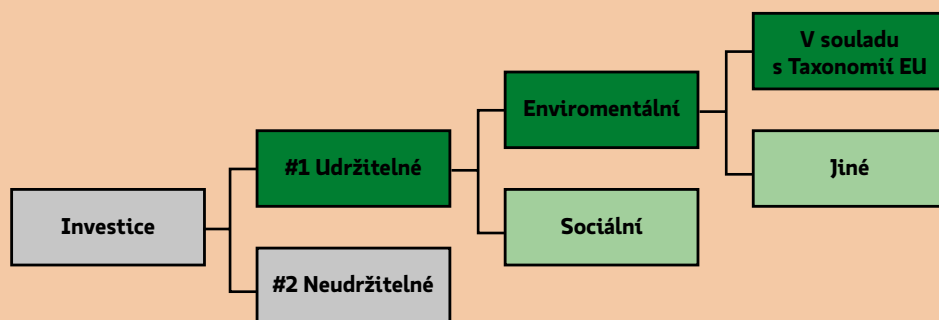 V souladu
s Taxonomií EU
Enviromentální
#1 Udržitelné
Jiné
Investice
Sociální
#2 Neudržitelné